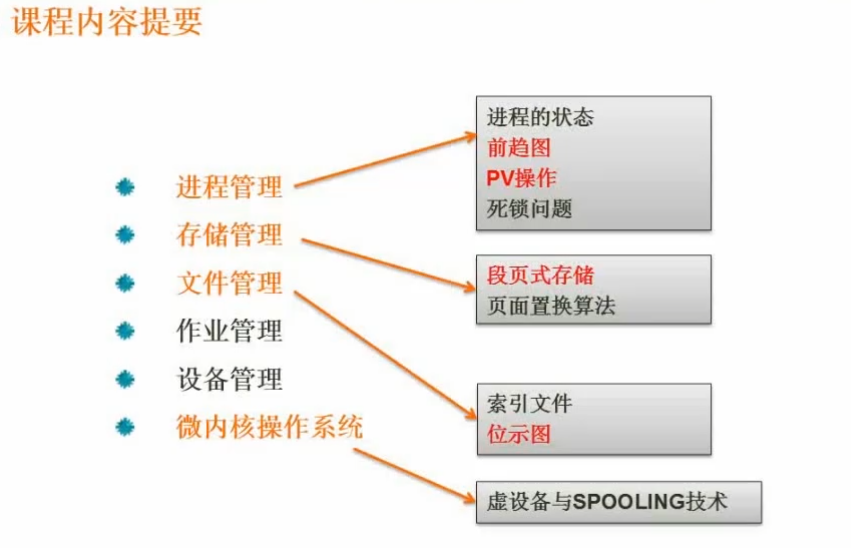 课程内容提要
进程管理
存储管理
文件管理
作业管理
设备管理
微内核操作系统
进程的状态
前趋图
PV操作
死锁问题
段页式存储
页面置换算法
索引文件
位示图
虚设备与SPOOLING技术